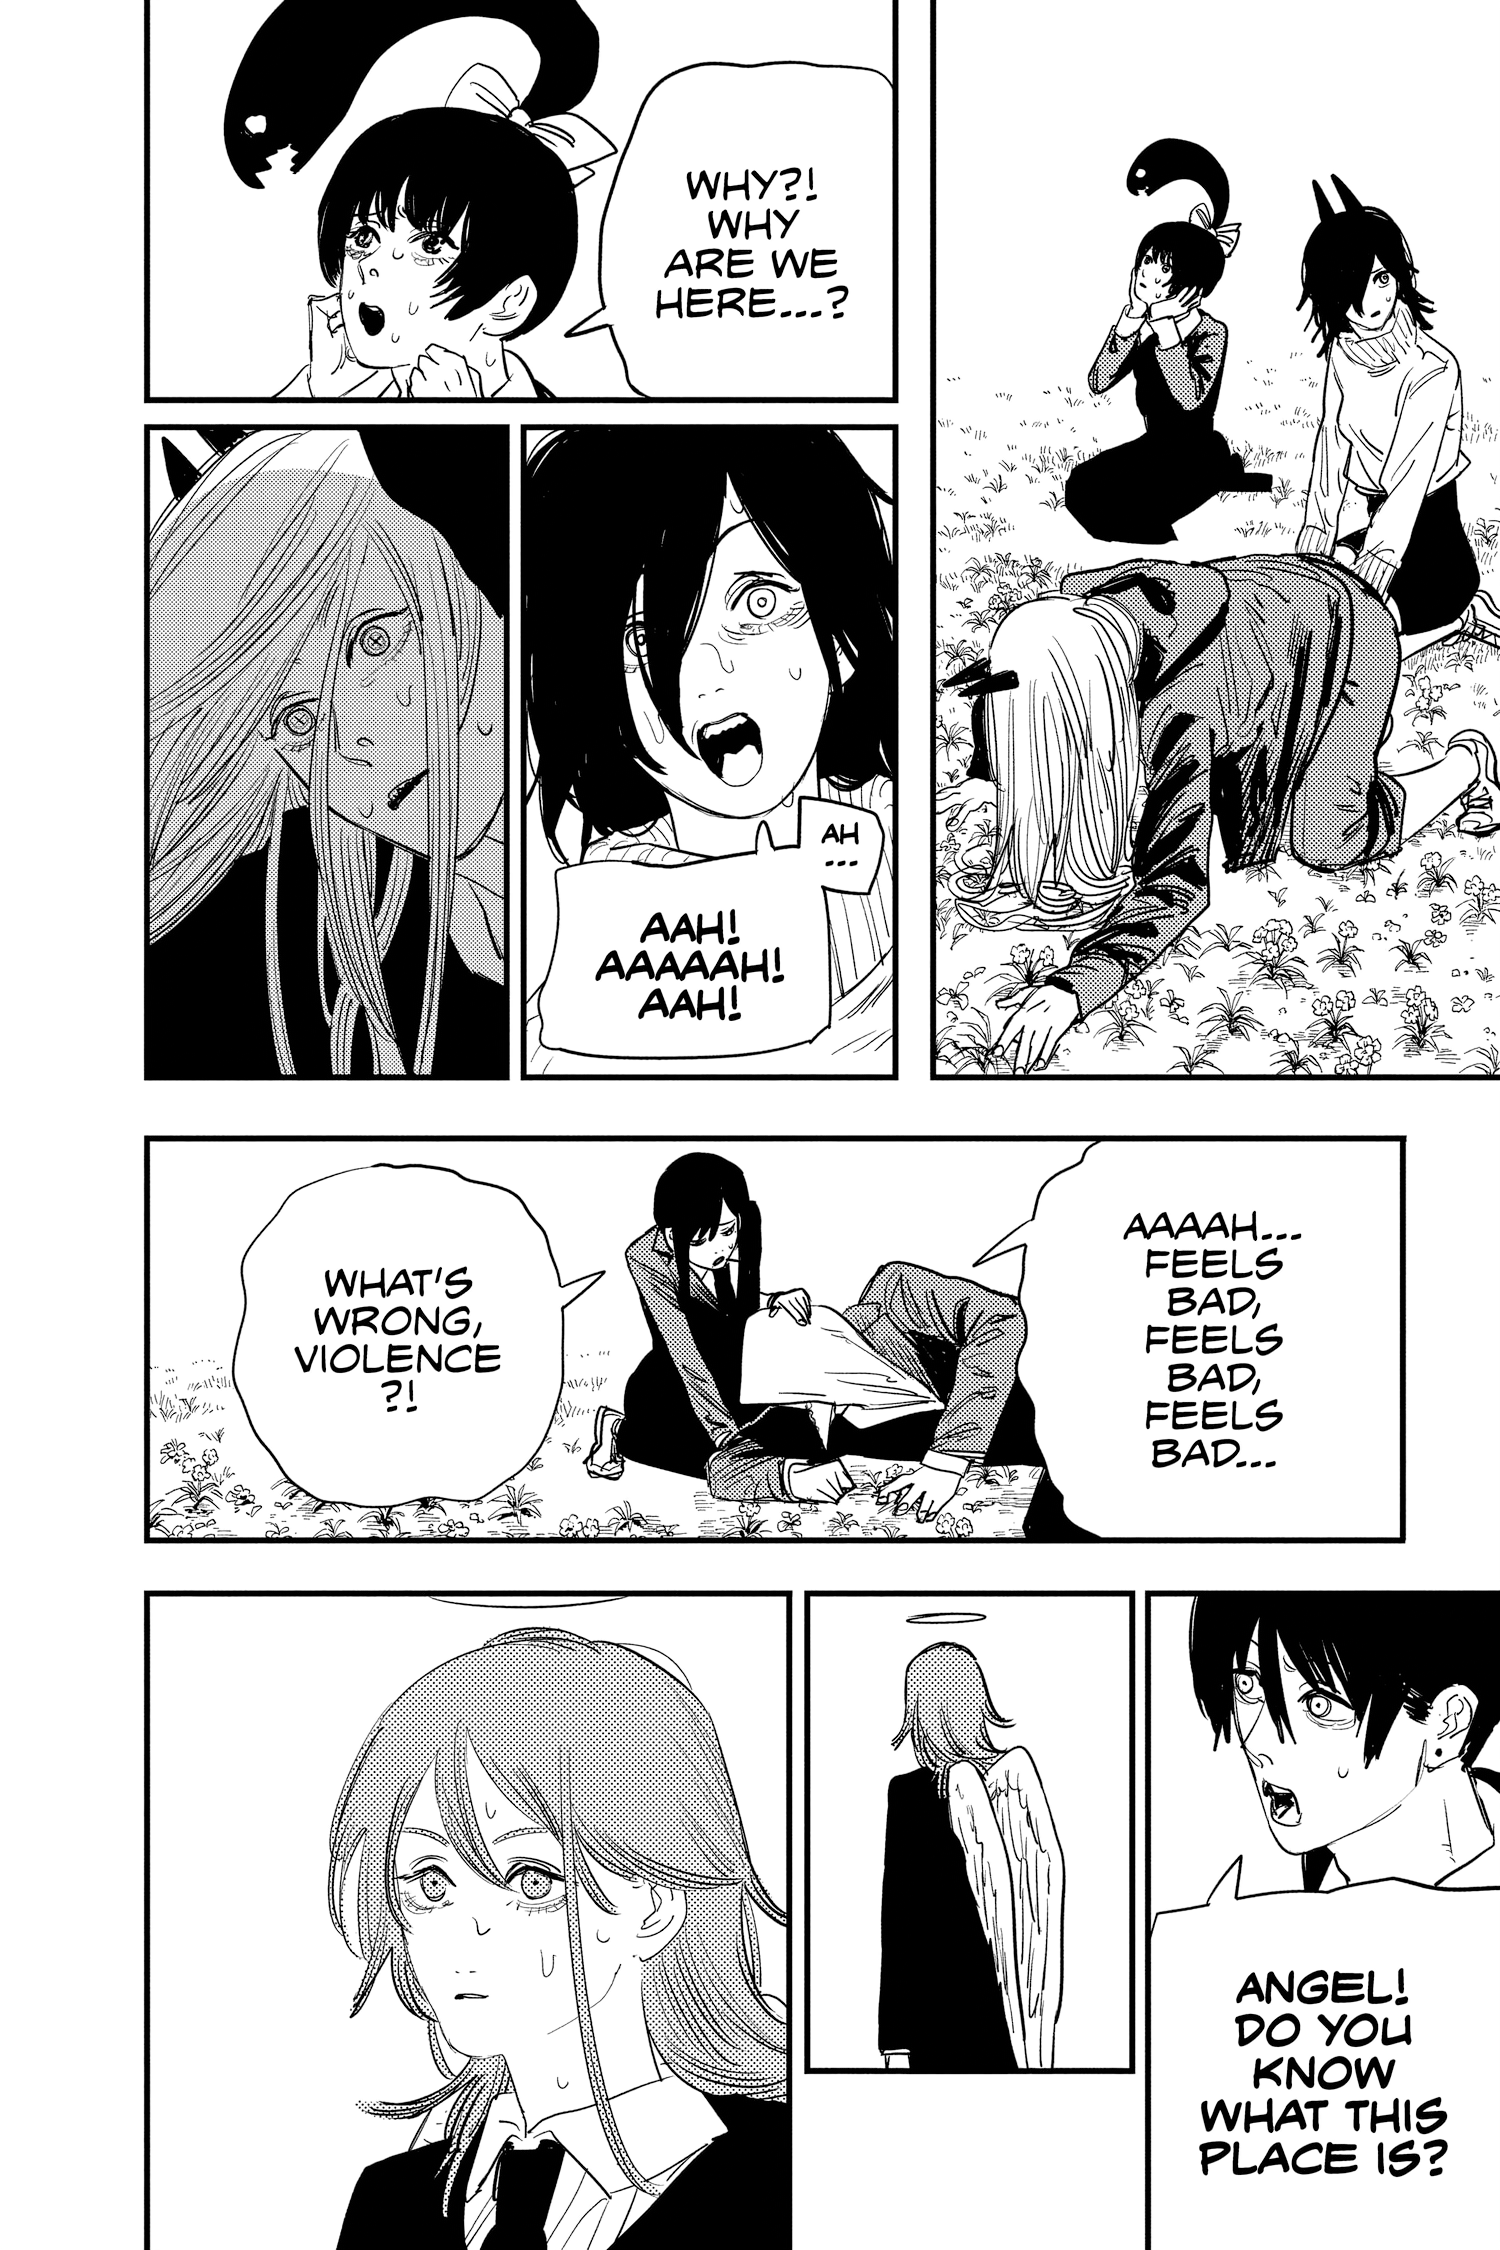 WHY?!
WHY
ARE WE
HERE...?
AH
...
AAH!
AAAAAH!
AAH!
AAAAH...
FEELS
BAD,
FEELS
BAD,
FEELS
BAD...
WHAT'S
WRONG,
VIOLENCE
?!
ANGEL!
DO YOU
KNOW
WHAT THIS
PLACE IS?